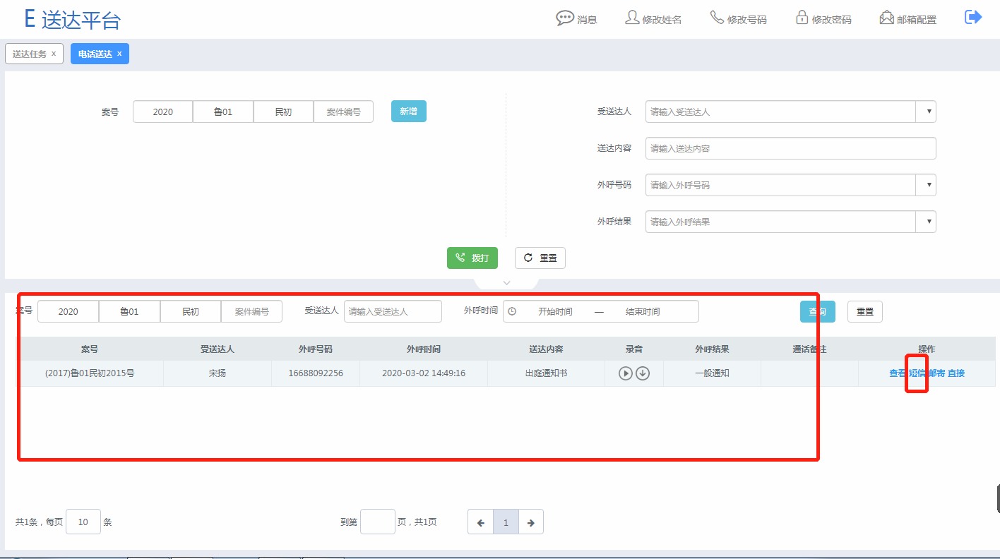 E 送达平台
消息 修改姓名 修改号码 修改密码 邮箱配置
送达任务 x 电话送达 x
案号 2020 鲁01 民初 案件编号 新增
受送达人 请输入受送达人
送达内容 请输入送达内容
外呼号码 请输入外呼号码
外呼结果 请输入外呼结果
拨打 重置
案号 2020 鲁01 民初 案件编号 受送达人 请输入受送达人 外呼时间 开始时间 — 结束时间 查询 重置
案号 受送达人 外呼号码 外呼时间 送达内容 录音 外呼结果 通话备注 操作
(2017)鲁01民初2015号 宋扬 16688092256 2020-03-02 14:49:16 出庭通知书 一般通知 查看 短信 邮寄 直接
共1条，每页 10 条 到第 页，共1页 1